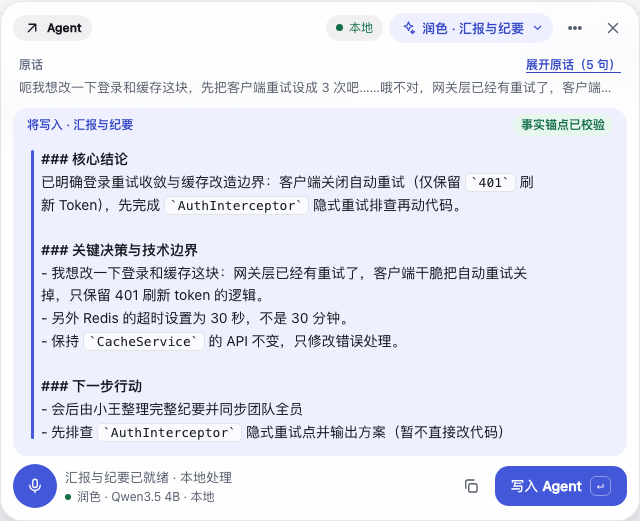 Agent
本地
润色 · 汇报与纪要
原话
展开原话（5 句）
呃我想改一下登录和缓存这块，先把客户端重试设成 3 次吧……哦不对，网关层已经有重试了，客户端…
将写入 · 汇报与纪要
事实锚点已校验
### 核心结论
已明确登录重试收敛与缓存改造边界：客户端关闭自动重试（仅保留 `401` 刷
新 Token），先完成 `AuthInterceptor` 隐式重试排查再动代码。
### 关键决策与技术边界
- 我想改一下登录和缓存这块：网关层已经有重试了，客户端干脆把自动重试关
掉，只保留 401 刷新 token 的逻辑。
- 另外 Redis 的超时设置为 30 秒，不是 30 分钟。
- 保持 `CacheService` 的 API 不变，只修改错误处理。
### 下一步行动
- 会后由小王整理完整纪要并同步团队全员
- 先排查 `AuthInterceptor` 隐式重试点并输出方案（暂不直接改代码）
汇报与纪要已就绪 · 本地处理
润色 · Qwen3.5 4B · 本地
写入 Agent